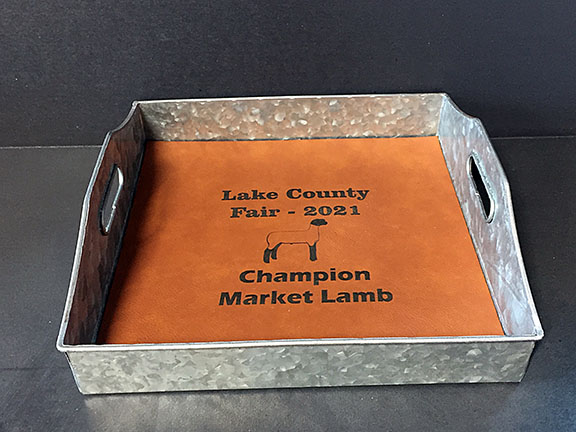 Lake County
Fair - 2021
Champion
Market Lamb